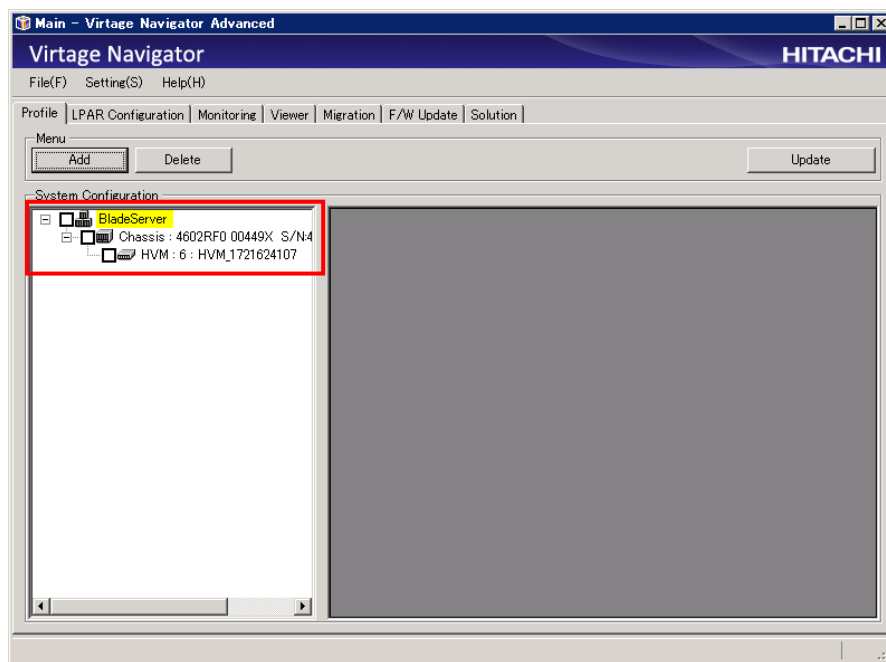 Main - Virtage Navigator Advanced
Virtage Navigator
HITACHI
File(F) Setting(S) Help(H)
Profile LPAR Configuration Monitoring Viewer Migration F/W Update Solution
Menu
Add Delete Update
System Configuration
BladeServer
Chassis : 4602RF0 00449X S/N:4
HVM : 6 : HVM_1721624107